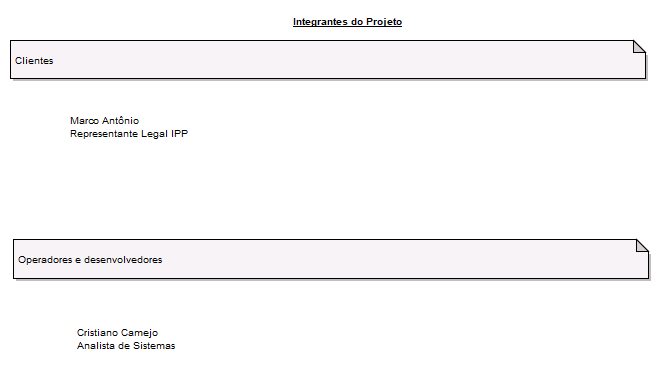 Integrantes do Projeto
Clientes
Marco Antônio
Representante Legal IPP
Operadores e desenvolvedores
Cristiano Camejo
Analista de Sistemas